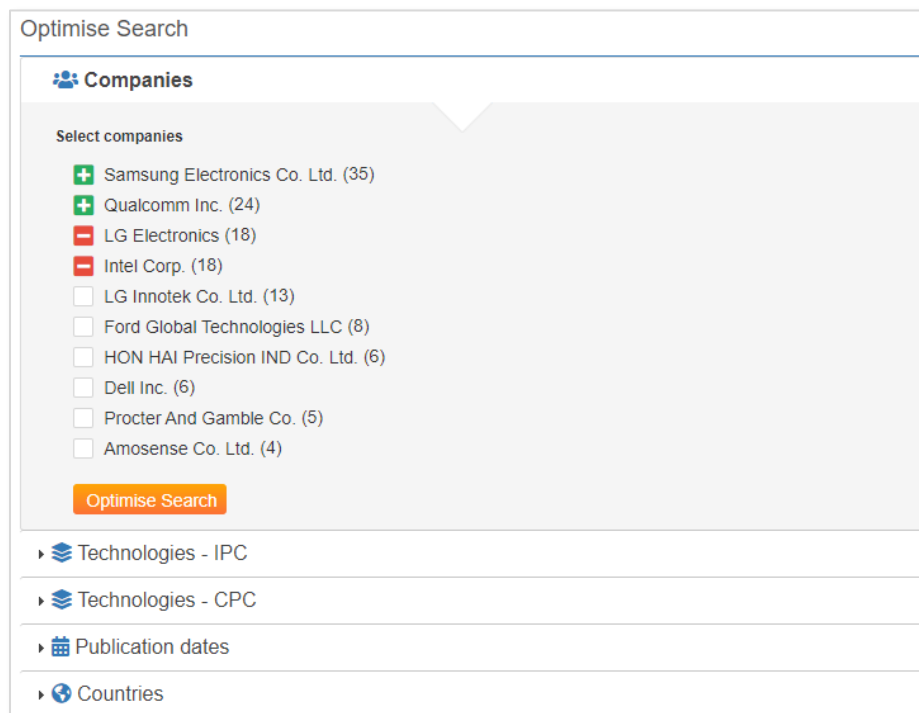 Optimise Search
Companies
Select companies
Samsung Electronics Co. Ltd. (35)
Qualcomm Inc. (24)
LG Electronics (18)
Intel Corp. (18)
LG Innotek Co. Ltd. (13)
Ford Global Technologies LLC (8)
HON HAI Precision IND Co. Ltd. (6)
Dell Inc. (6)
Procter And Gamble Co. (5)
Amosense Co. Ltd. (4)
Optimise Search
Technologies - IPC
Technologies - CPC
Publication dates
Countries